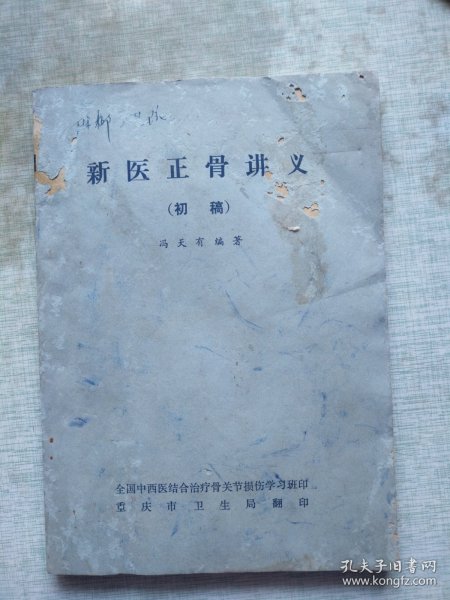 新医正骨讲义
(初稿)
冯天有编著
全国中西医结合治疗骨关节损伤学习班印
重庆市卫生局翻印
孔夫子旧书网
www.kongfz.com